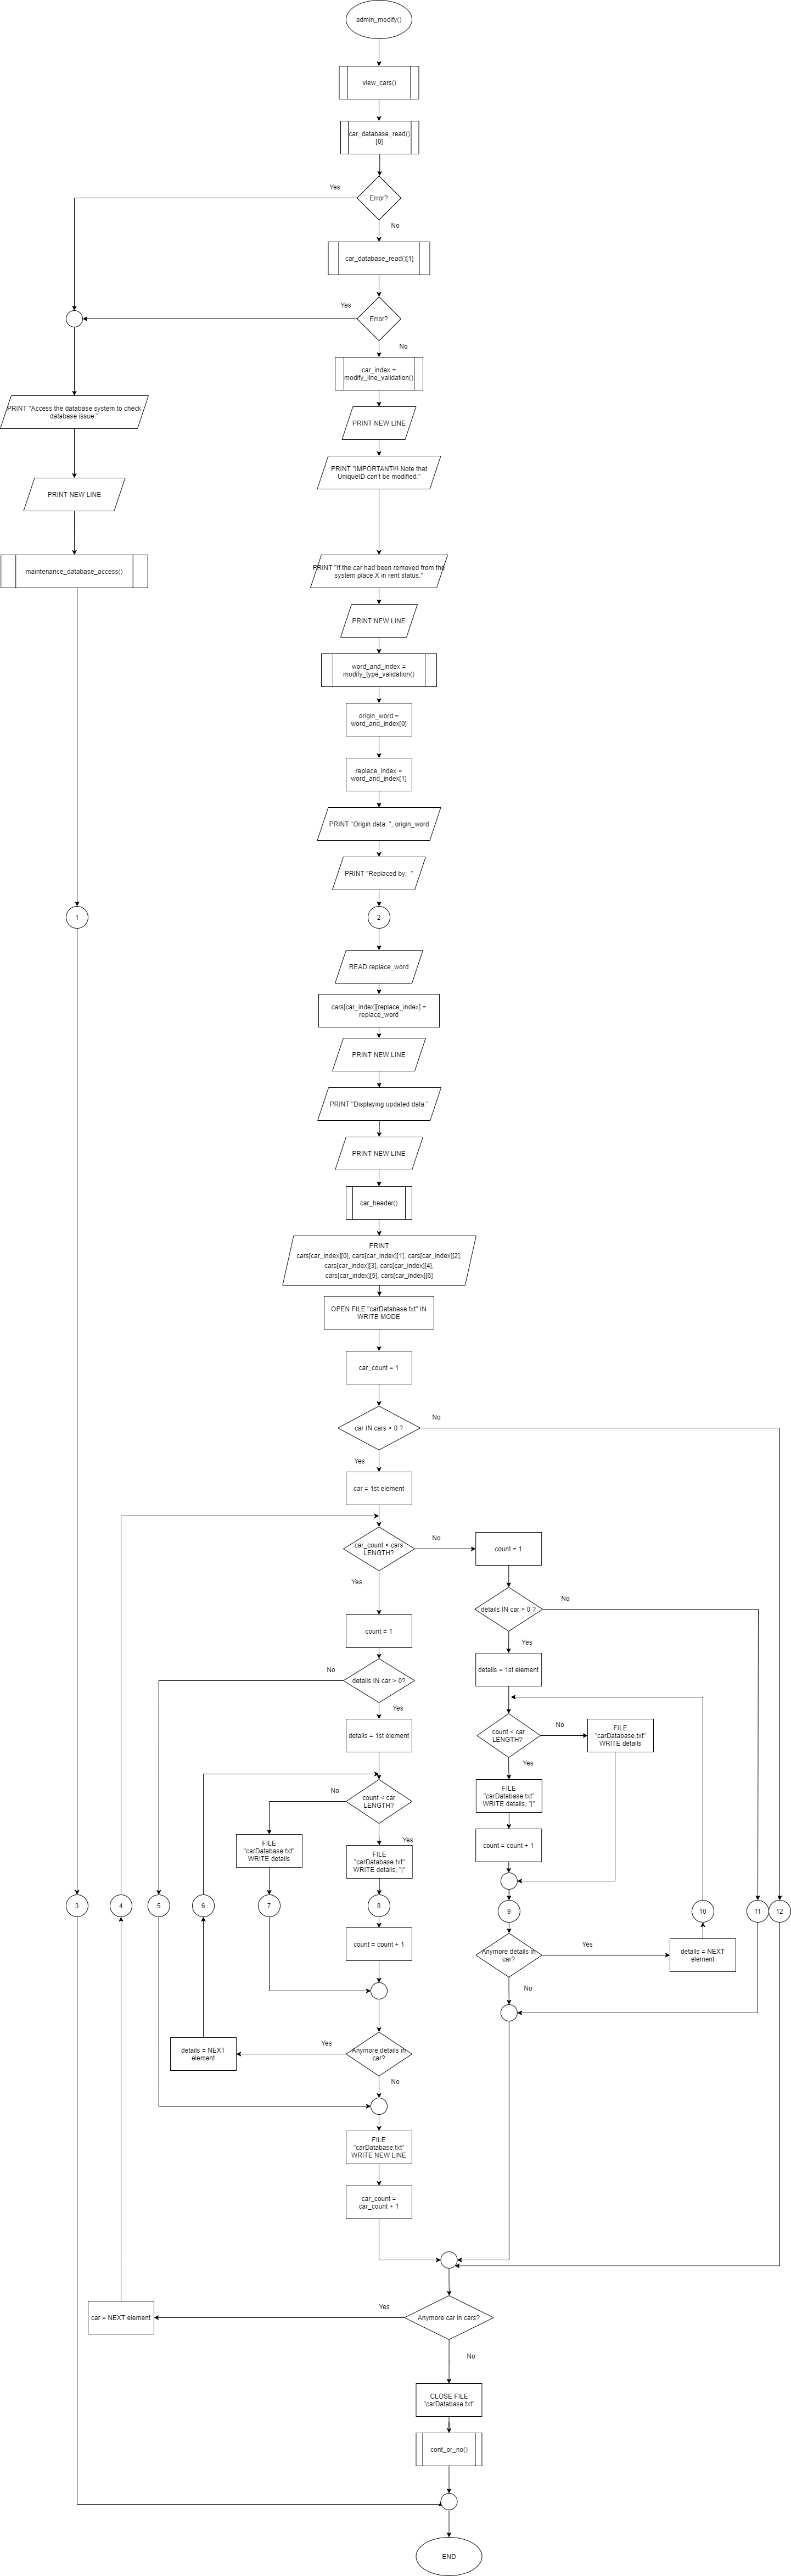 admin_modify()
view_cars()
car_database_read()
[0]
Yes
Error?
No
car_database_read()[1]
Yes
Error?
No
car_index =
modify_line_validation()
PRINT "Access the database system to check
database issue."
PRINT NEW LINE
PRINT "IMPORTANT!!! Note that
UniqueID can't be modified."
PRINT NEW LINE
maintenance_database_access()
PRINT "If the car had been removed from the
system place X in rent status."
PRINT NEW LINE
word_and_index =
modify_type_validation()
origin_word =
word_and_index[0]
replace_index =
word_and_index[1]
PRINT "Origin data: ", origin_word
PRINT "Replaced by:  "
1
2
READ replace_word
cars[car_index][replace_index] =
replace_word
PRINT NEW LINE
PRINT "Displaying updated data."
PRINT NEW LINE
car_header()
PRINT
cars[car_index][0], cars[car_index][1], cars[car_index][2],
cars[car_index][3], cars[car_index][4],
cars[car_index][5], cars[car_index][6]
OPEN FILE "carDatabase.txt" IN
WRITE MODE
car_count = 1
No
car IN cars > 0 ?
Yes
car = 1st element
No
car_count < cars
LENGTH?
count = 1
Yes
No
details IN car > 0 ?
count = 1
Yes
No
details IN car > 0?
details = 1st element
Yes
details = 1st element
No
FILE
"carDatabase.txt"
WRITE details
count < car
LENGTH?
Yes
No
count < car
LENGTH?
FILE
"carDatabase.txt"
WRITE details, "|"
Yes
FILE
"carDatabase.txt"
WRITE details
FILE
"carDatabase.txt"
WRITE details, "|"
count = count + 1
3
4
5
6
7
8
9
10
11
12
count = count + 1
Yes
Anymore details in
car?
details = NEXT
element
No
Yes
Anymore details in
car?
details = NEXT
element
No
FILE
"carDatabase.txt"
WRITE NEW LINE
car_count =
car_count + 1
Yes
car = NEXT element
Anymore car in cars?
No
CLOSE FILE
"carDatabase.txt"
cont_or_no()
END